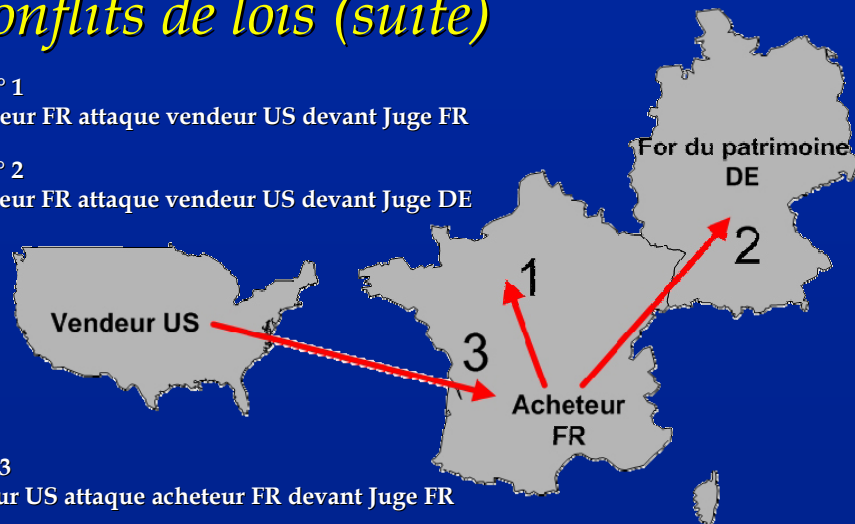 onflits de lois (suite)
° 1
eur FR attaque vendeur US devant Juge FR
° 2
eur FR attaque vendeur US devant Juge DE
For du patrimoine
DE
2
1
Vendeur US
3
Acheteur
FR
3
ur US attaque acheteur FR devant Juge FR